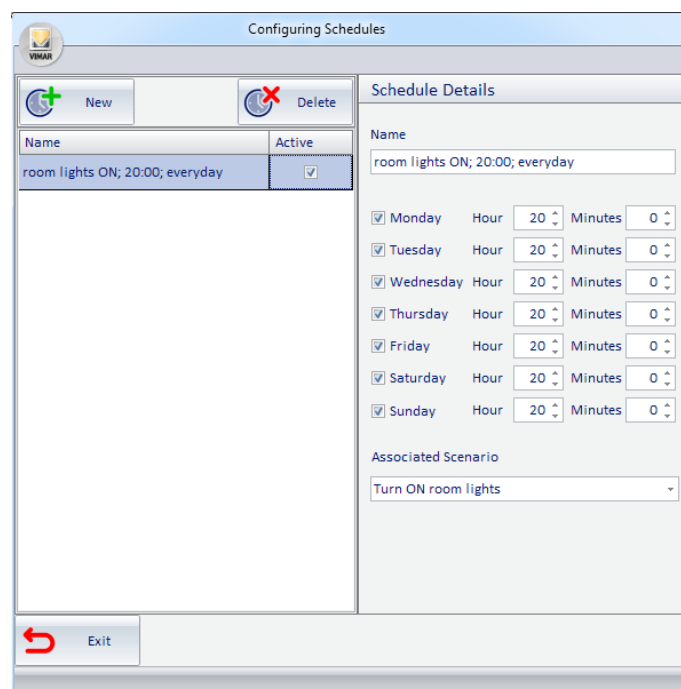 Configuring Schedules
VIMAR
New
Delete
Name
Active
room lights ON; 20:00; everyday
Schedule Details
Name
room lights ON; 20:00; everyday
Monday Hour 20 Minutes 0
Tuesday Hour 20 Minutes 0
Wednesday Hour 20 Minutes 0
Thursday Hour 20 Minutes 0
Friday Hour 20 Minutes 0
Saturday Hour 20 Minutes 0
Sunday Hour 20 Minutes 0
Associated Scenario
Turn ON room lights
Exit